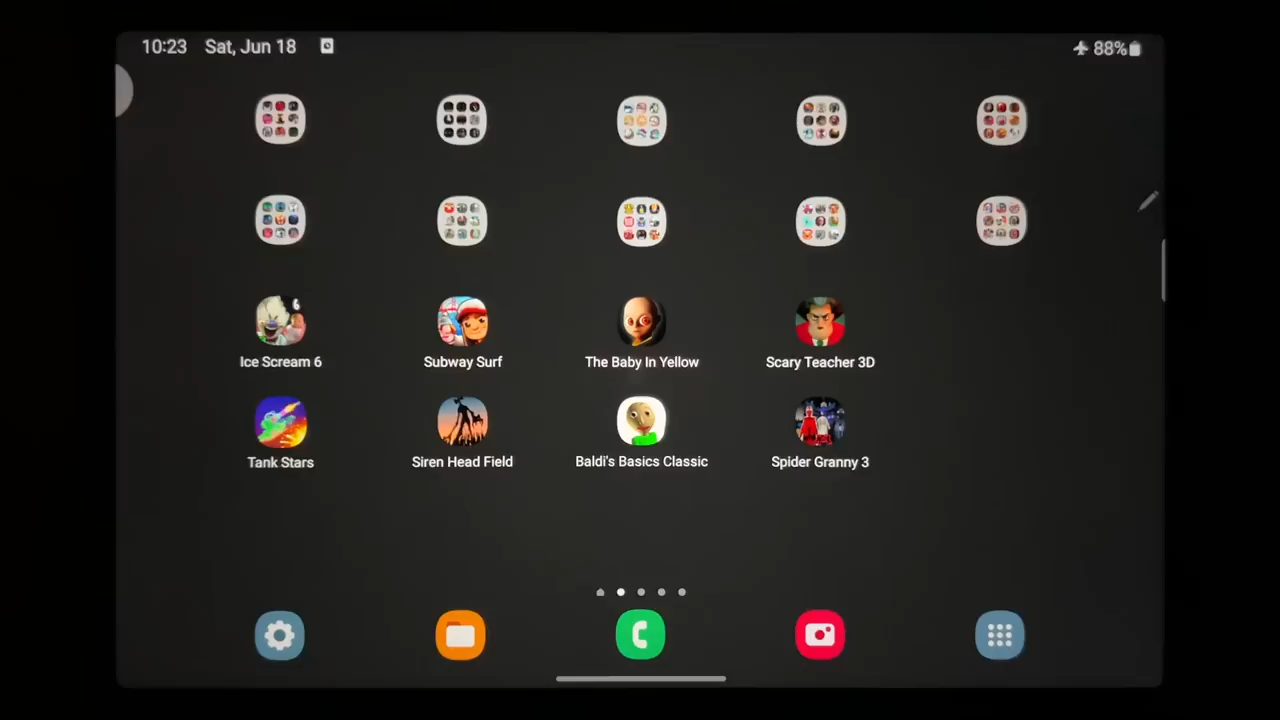 10:23 Sat, Jun 18 88%
6
Ice Scream 6 Subway Surf The Baby In Yellow Scary Teacher 3D
Tank Stars Siren Head Field Baldi's Basics Classic Spider Granny 3